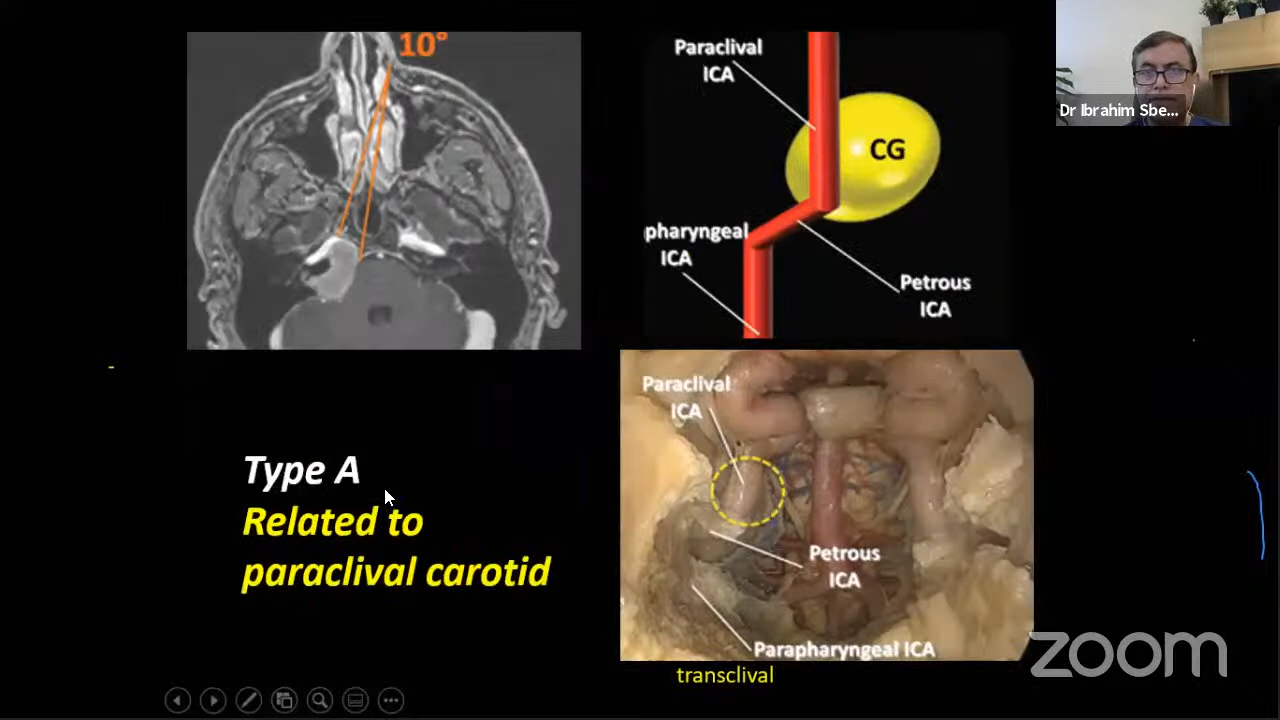 10°
Paraclival
ICA
CG
pharyngeal
ICA
Petrous
ICA
Dr Ibrahim Sbe...
Type A
Related to
paraclival carotid
Paraclival
ICA
Petrous
ICA
Parapharyngeal ICA
transclival
zoom